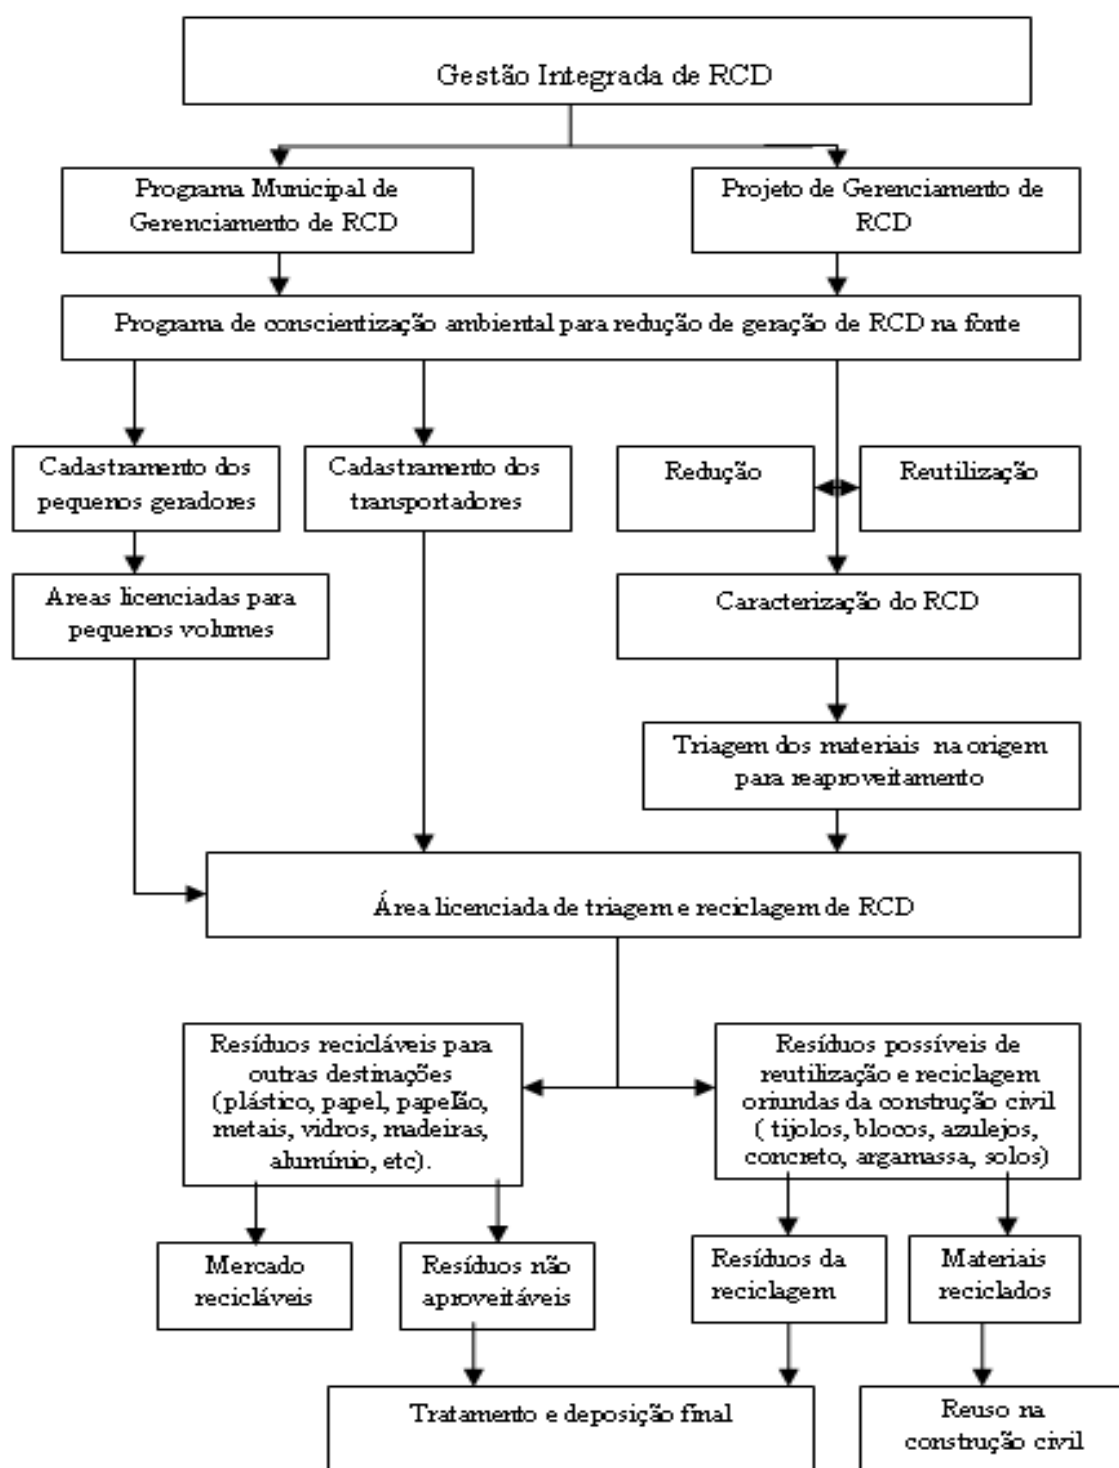 Gestão Integrada de RCD
Programa Municipal de
Gerenciamento de RCD
Projeto de Gerenciamento de
RCD
Programa de conscientização ambiental para redução de geração de RCD na fonte
Cadastramento dos
pequenos geradores
Cadastramento dos
transportadores
Redução
Reutilização
Areas licenciadas para
pequenos volumes
Caracterização do RCD
Triagem dos materiais na origem
para reaproveitamento
Área licenciada de triagem e reciclagem de RCD
Resíduos recicláveis para
outras destinações
(plástico, papel, papelão,
metais, vidros, madeiras,
alumínio, etc).
Resíduos possíveis de
reutilização e reciclagem
oriundas da construção civil
( tijolos, blocos, azulejos,
concreto, argamassa, solos)
Mercado
recicláveis
Resíduos não
aproveitáveis
Resíduos da
reciclagem
Materiais
reciclados
Tratamento e deposição final
Reuso na
construção civil